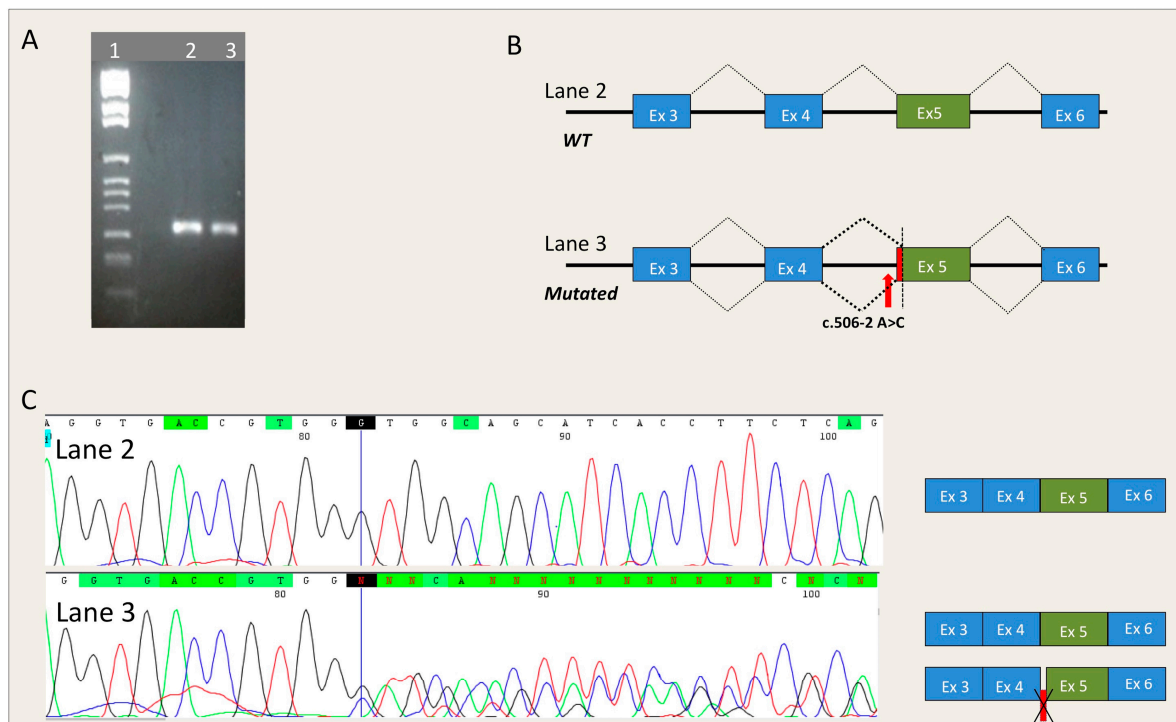 A
1 2 3
B
Lane 2
WT
Ex 3 Ex 4 Ex5 Ex 6
Lane 3
Mutated
Ex 3 Ex 4 Ex 5 Ex 6
c.506-2 A>C
C
A G G T G A C C G T G G G T G G C A G C A T C A C C T T C T C A G
80 90 100
Lane 2
Ex 3 Ex 4 Ex 5 Ex 6
G G T G A C C G T G G N N N C A N N N N N N N N N N N C N C N
80 90 100
Lane 3
Ex 3 Ex 4 Ex 5 Ex 6
Ex 3 Ex 4 Ex 5 Ex 6